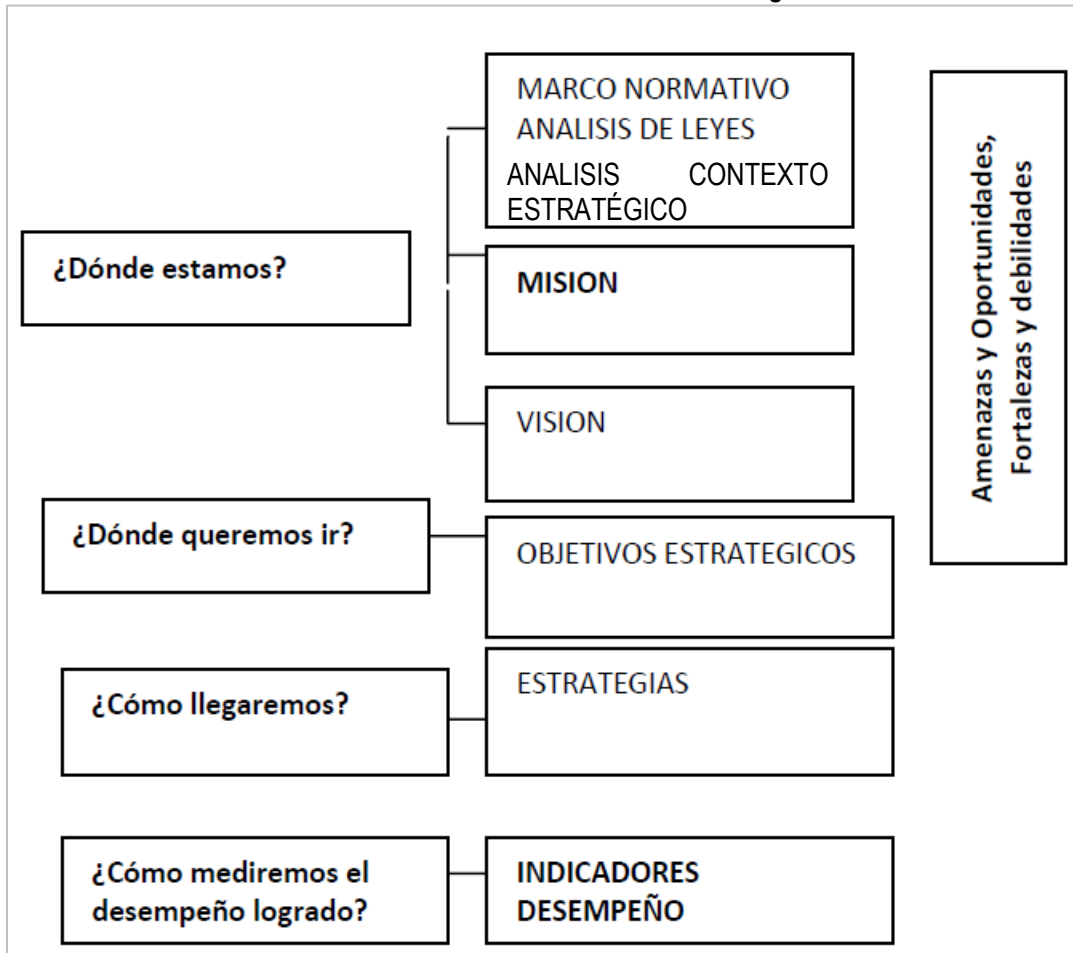 MARCO NORMATIVO
ANALISIS DE LEYES
ANALISIS CONTEXTO
ESTRATÉGICO
¿Dónde estamos?
MISION
VISION
Amenazas y Oportunidades,
Fortalezas y debilidades
¿Dónde queremos ir?
OBJETIVOS ESTRATEGICOS
¿Cómo llegaremos?
ESTRATEGIAS
¿Cómo mediremos el
desempeño logrado?
INDICADORES
DESEMPEÑO